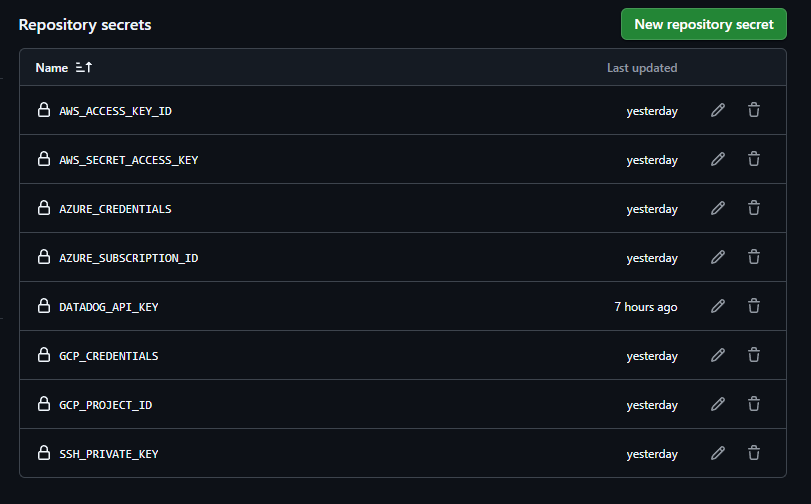 Repository secrets
New repository secret
Name
Last updated
AWS_ACCESS_KEY_ID yesterday
AWS_SECRET_ACCESS_KEY yesterday
AZURE_CREDENTIALS yesterday
AZURE_SUBSCRIPTION_ID yesterday
DATADOG_API_KEY 7 hours ago
GCP_CREDENTIALS yesterday
GCP_PROJECT_ID yesterday
SSH_PRIVATE_KEY yesterday